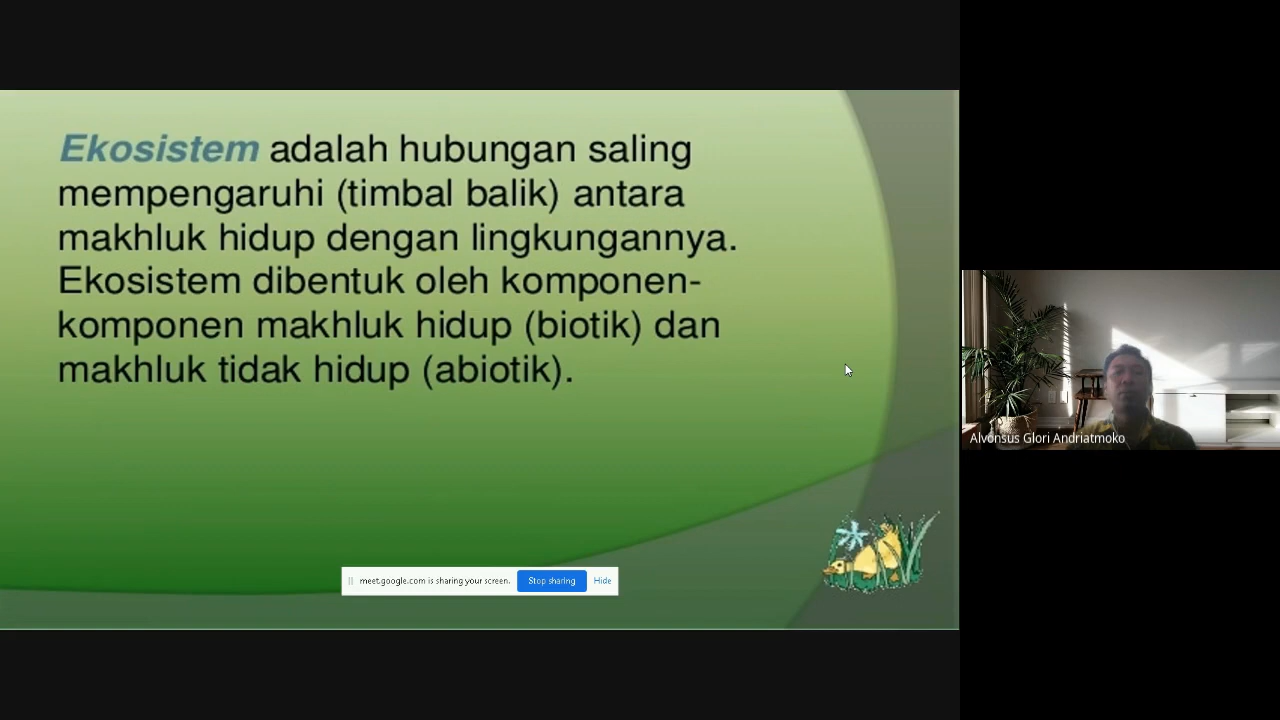 Ekosistem adalah hubungan saling
mempengaruhi (timbal balik) antara
makhluk hidup dengan lingkungannya.
Ekosistem dibentuk oleh komponen-
komponen makhluk hidup (biotik) dan
makhluk tidak hidup (abiotik).
meet.google.com is sharing your screen. Stop sharing Hide
Alvonsus Glori Andriatmoko